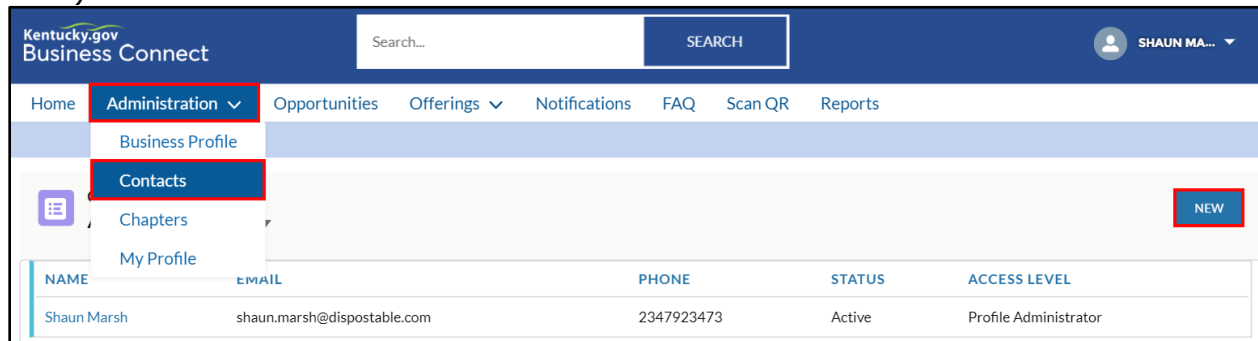 Kentucky.gov
Business Connect
Search...
SEARCH
SHAUN MA...
Home Administration Opportunities Offerings Notifications FAQ Scan QR Reports
Business Profile
Contacts
Chapters
My Profile
NEW
NAME EMAIL PHONE STATUS ACCESS LEVEL
Shaun Marsh shaun.marsh@dispostable.com 2347923473 Active Profile Administrator